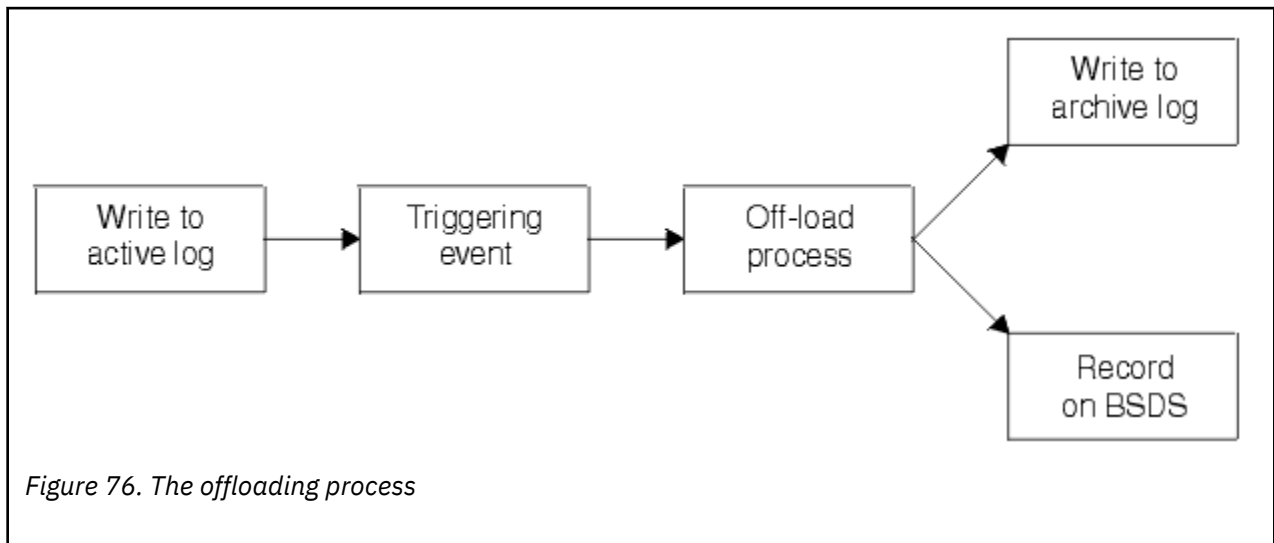 Write to
archive log
Write to
active log
Triggering
event
Off-load
process
Record
on BSDS
Figure 76. The offloading process